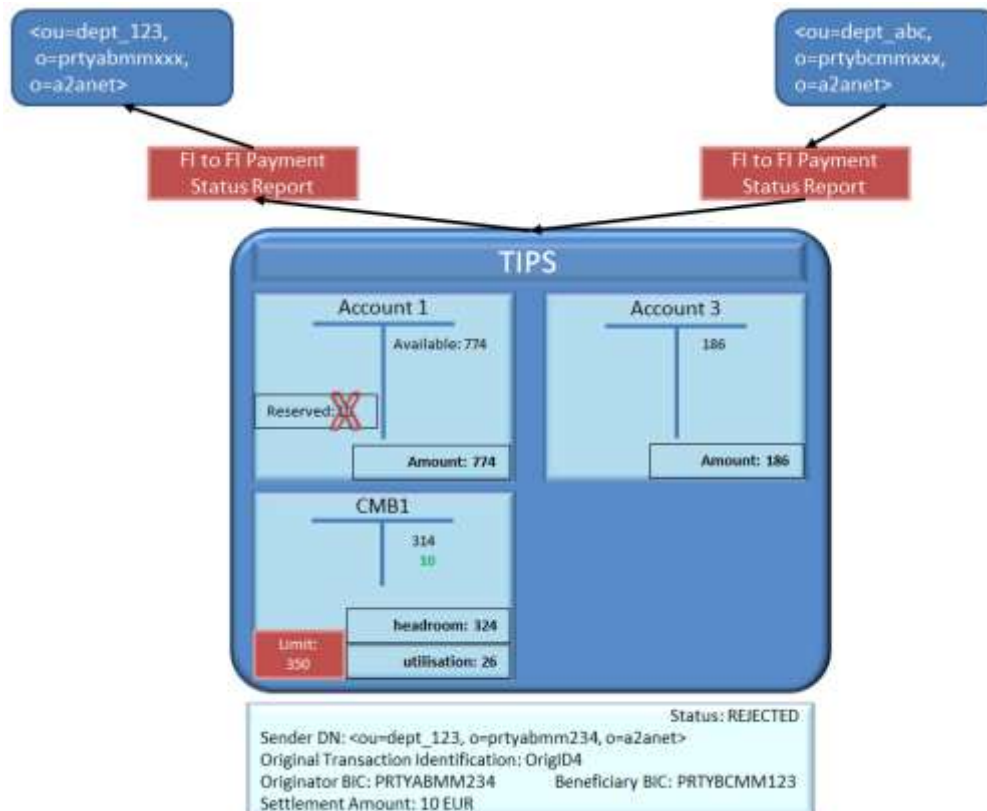 <ou=dept_123,
o=prtyabmmxxx,
o=a2anet>
<ou=dept_abc,
o=prtybcmmxxx,
o=a2anet>
FI to FI Payment
Status Report
FI to FI Payment
Status Report
TIPS
Account 1
Available: 774
Reserved:
Amount: 774
Account 3
186
Amount: 186
CMB1
314
10
headroom: 324
Limit:
350
utilisation: 26
Status: REJECTED
Sender DN: <ou=dept_123, o=prtyabmm234, o=a2anet>
Original Transaction Identification: OrigID4
Originator BIC: PRTYABMM234 Beneficiary BIC: PRTYBCMM123
Settlement Amount: 10 EUR